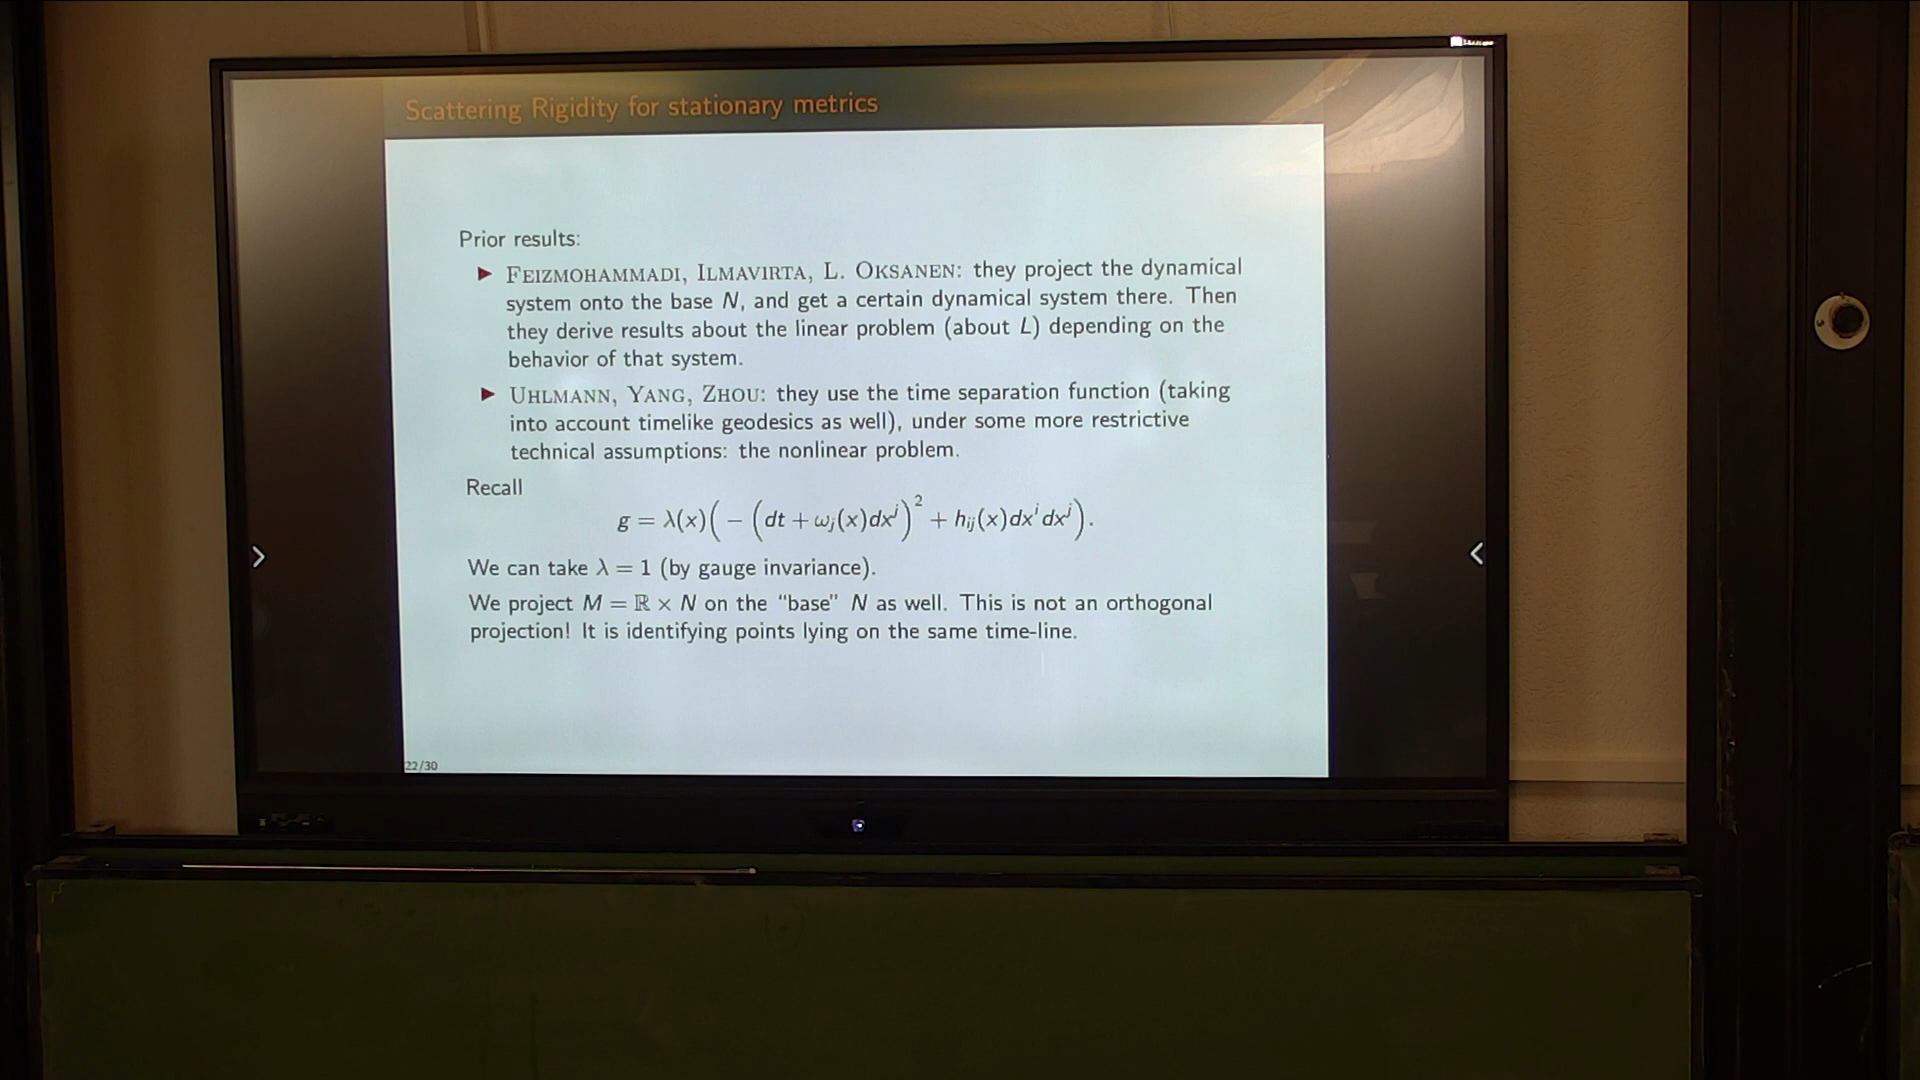 Scattering Rigidity for stationary metrics
Prior results:
▶ FEIZMOHAMMADI, ILMAVIRTA, L. OKSANEN: they project the dynamical
system onto the base N, and get a certain dynamical system there. Then
they derive results about the linear problem (about L) depending on the
behavior of that system.
▶ UHLMANN, YANG, ZHOU: they use the time separation function (taking
into account timelike geodesics as well), under some more restrictive
technical assumptions: the nonlinear problem.
Recall
g = λ(x)( − (dt + ω_j(x)dx^j)^2 + h_{ij}(x)dx^i dx^j ).
We can take λ = 1 (by gauge invariance).
We project M = ℝ × N on the "base" N as well. This is not an orthogonal
projection! It is identifying points lying on the same time-line.
22/30